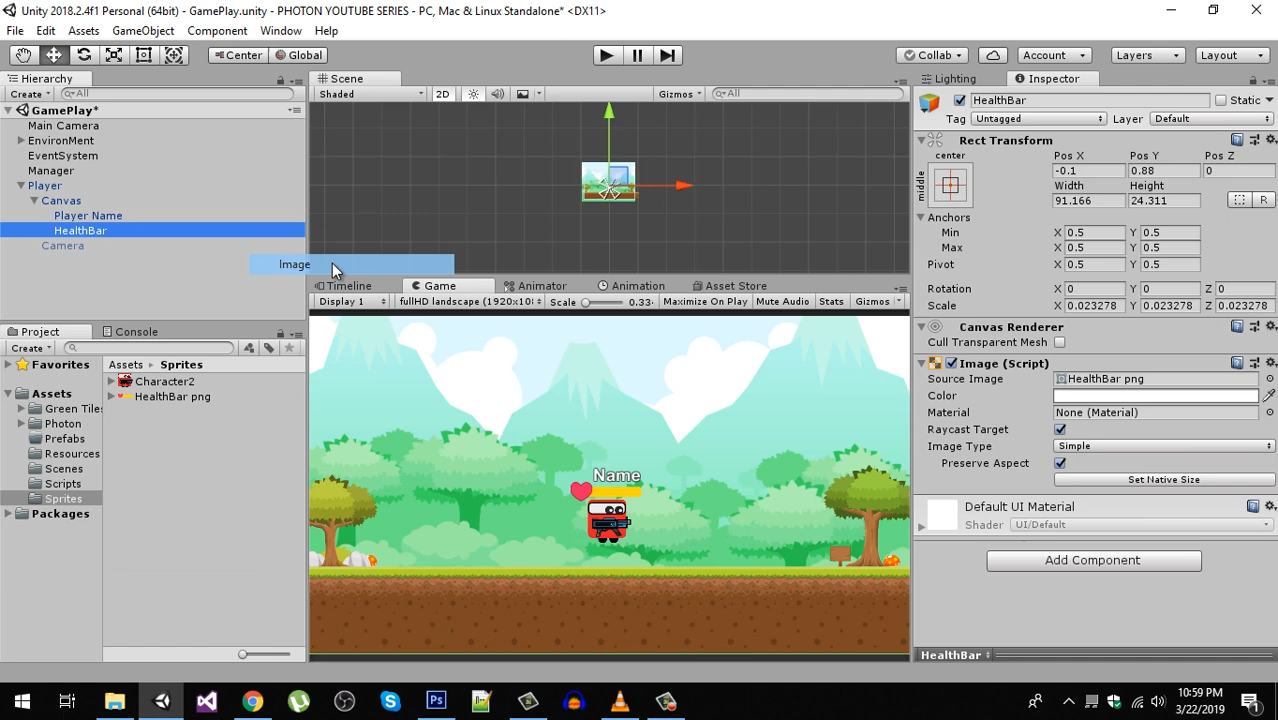 Unity 2018.2.4f1 Personal (64bit) - GamePlay.unity - PHOTON YOUTUBE SERIES - PC, Mac & Linux Standalone* <DX11>
File Edit Assets GameObject Component Window Help
Center Global Collab Account Layers Layout
Hierarchy
Create All
GamePlay*
Main Camera
EnvironMent
EventSystem
Manager
Player
Canvas
Player Name
HealthBar
Camera
Image
Scene
Shaded 2D Gizmos All
Timeline Game Animator Animation Asset Store
Display 1 fullHD landscape (1920x10 Scale 0.33 Maximize On Play Mute Audio Stats Gizmos
Name
Project Console
Create
Favorites
Assets
Green Tile
Photon
Prefabs
Resources
Scenes
Scripts
Sprites
Packages
Assets Sprites
Character2
HealthBar png
Lighting Inspector
HealthBar Static
Tag Untagged Layer Default
Rect Transform
center
middle
Pos X Pos Y Pos Z
-0.1 0.88 0
Width Height
91.166 24.311
R
Anchors
Min X 0.5 Y 0.5
Max X 0.5 Y 0.5
Pivot X 0.5 Y 0.5
Rotation X 0 Y 0 Z 0
Scale X 0.023278 Y 0.023278 Z 0.023278
Canvas Renderer
Cull Transparent Mesh
Image (Script)
Source Image HealthBar png
Color
Material None (Material)
Raycast Target
Image Type Simple
Preserve Aspect
Set Native Size
Default UI Material
Shader UI/Default
Add Component
HealthBar
Ps
10:59 PM
3/22/2019
1